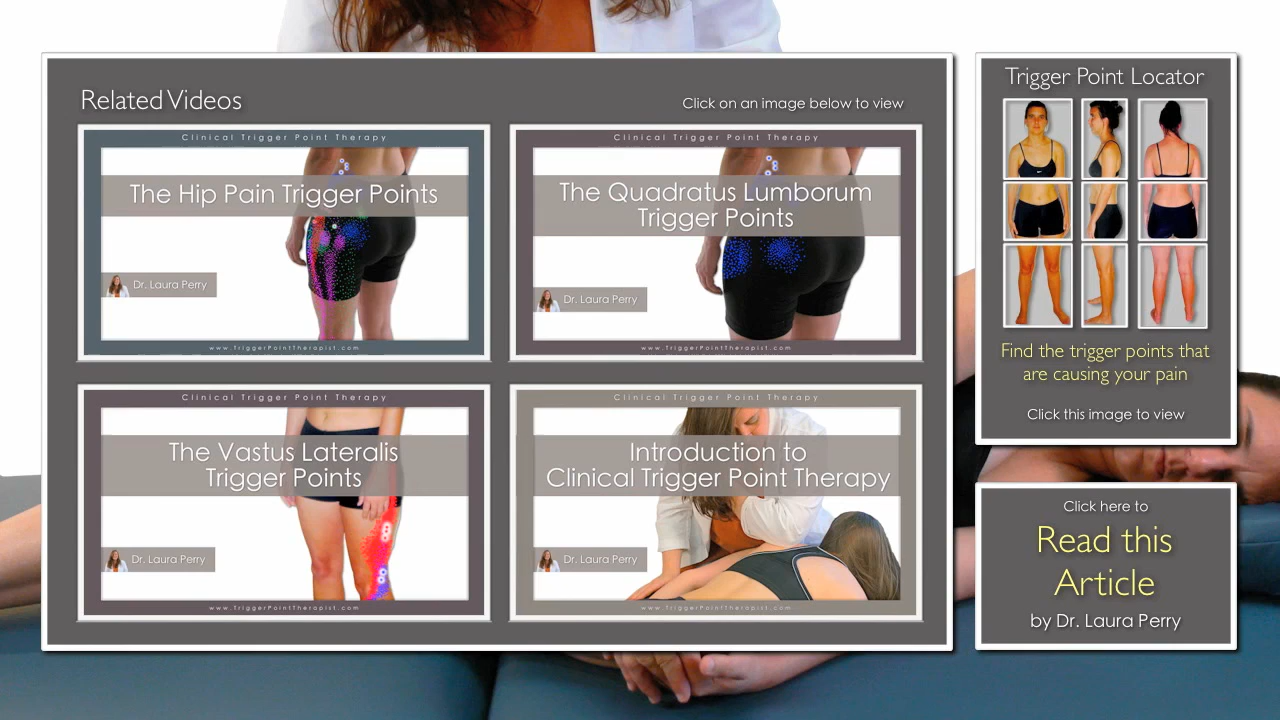 Related Videos
Click on an image below to view
Clinical Trigger Point Therapy
The Hip Pain Trigger Points
Dr. Laura Perry
www.TriggerPointTherapist.com
Clinical Trigger Point Therapy
The Quadratus Lumborum
Trigger Points
Dr. Laura Perry
www.TriggerPointTherapist.com
Clinical Trigger Point Therapy
The Vastus Lateralis
Trigger Points
Dr. Laura Perry
www.TriggerPointTherapist.com
Clinical Trigger Point Therapy
Introduction to
Clinical Trigger Point Therapy
Dr. Laura Perry
www.TriggerPointTherapist.com
Trigger Point Locator
Find the trigger points that
are causing your pain
Click this image to view
Click here to
Read this
Article
by Dr. Laura Perry